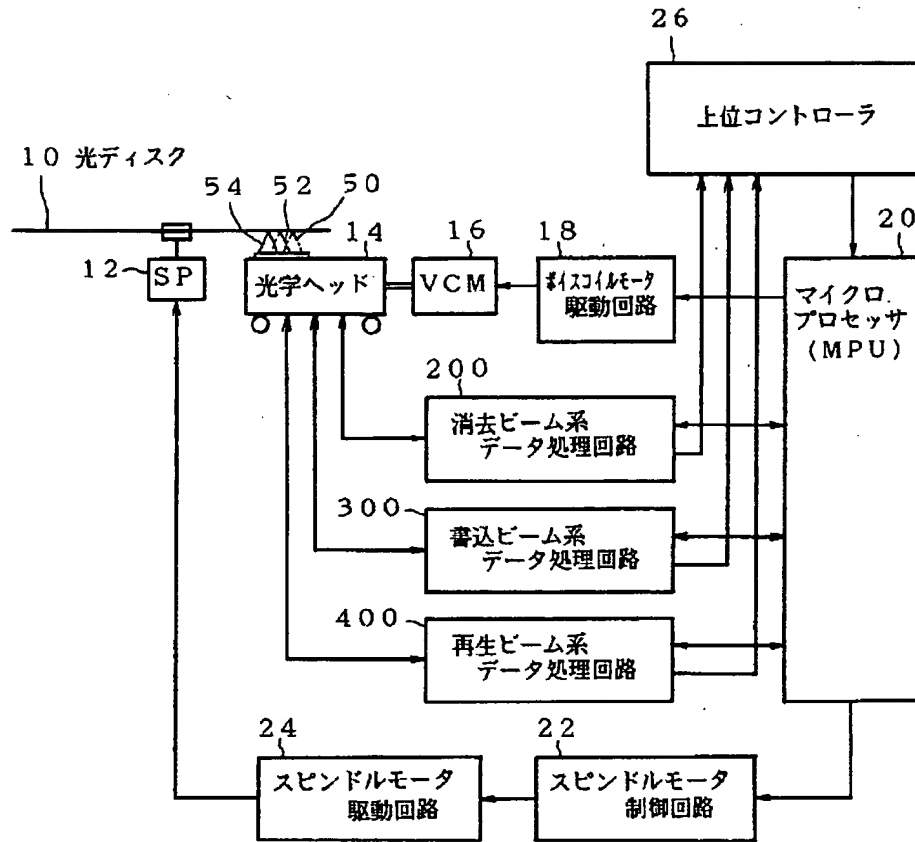 26
上位コントローラ
10 光ディスク
54 52 50
14
16
18
20
12
SP
光学ヘッド
VCM
ボイスコイルモータ
駆動回路
マイクロ
プロセッサ
(MPU)
200
消去ビーム系
データ処理回路
300
書込ビーム系
データ処理回路
400
再生ビーム系
データ処理回路
24
スピンドルモータ
駆動回路
22
スピンドルモータ
制御回路